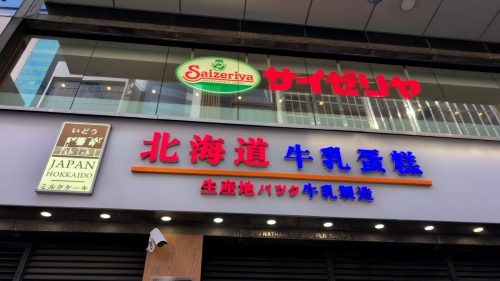 Saizeriya
サイゼリヤ
いとう
JAPAN
HOKKAIDO
ミルクケーキ
北海道 牛乳蛋糕
生産地パック牛乳製造